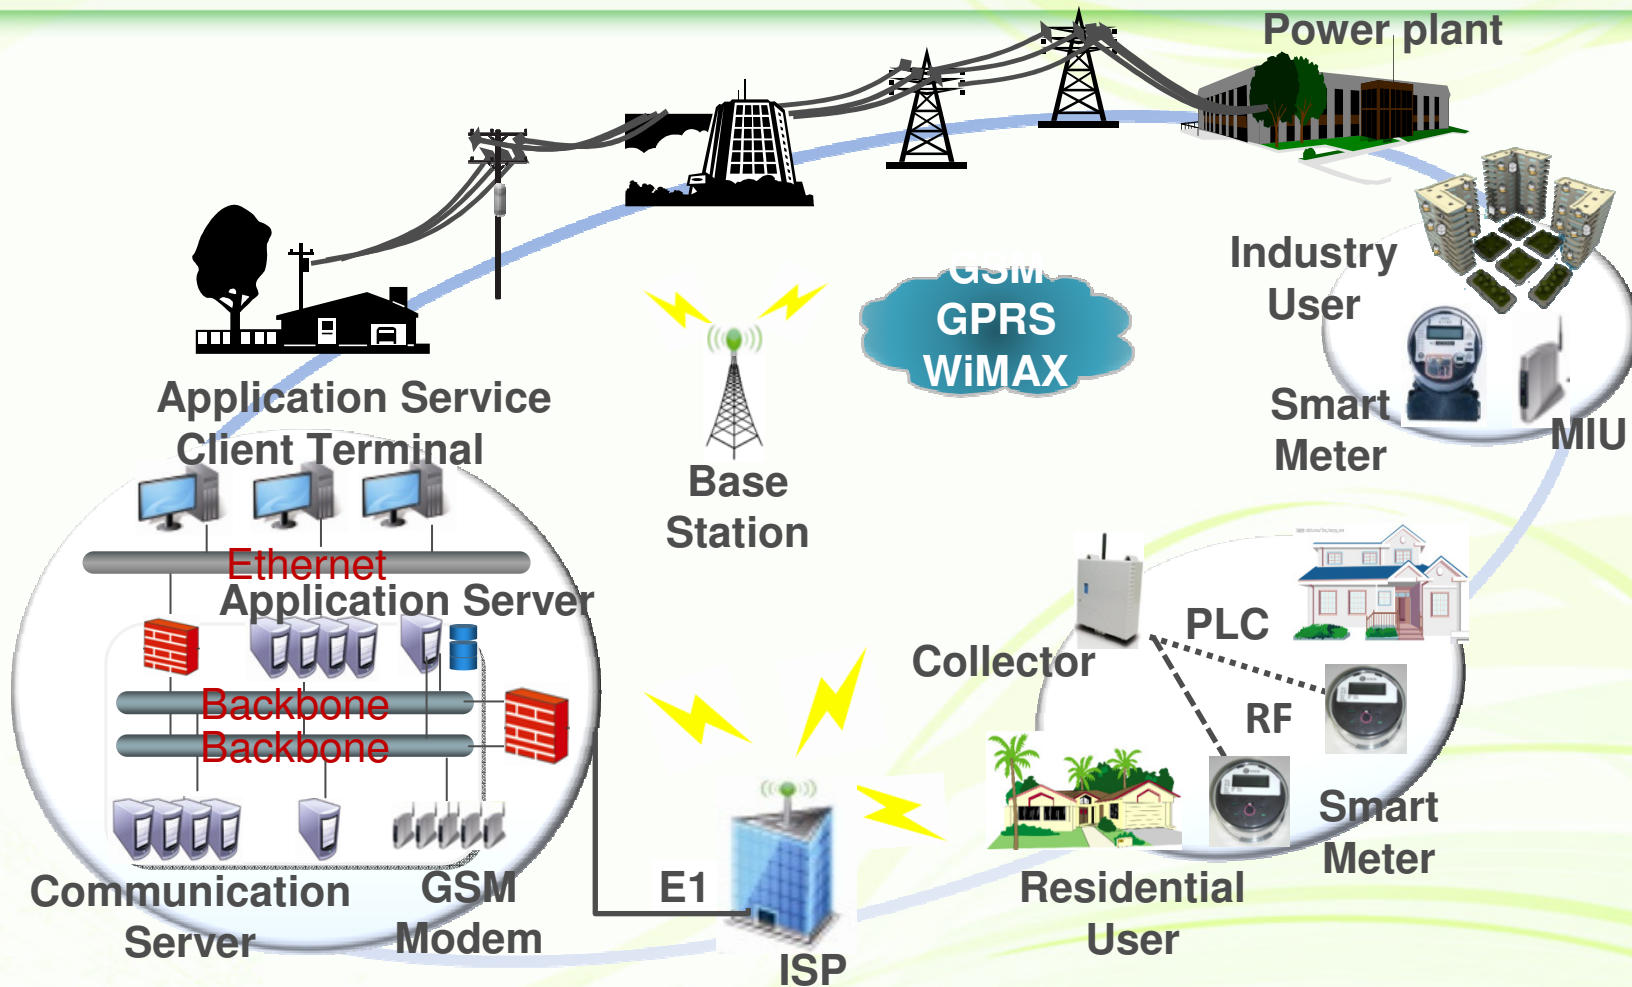 Power plant
GSM
GPRS
WiMAX
Industry
User
Smart
Meter
MIU
Application Service
Client Terminal
Base
Station
Ethernet
Application Server
Backbone
Backbone
Communication
Server
GSM
Modem
E1
ISP
Collector
PLC
RF
Smart
Meter
Residential
User